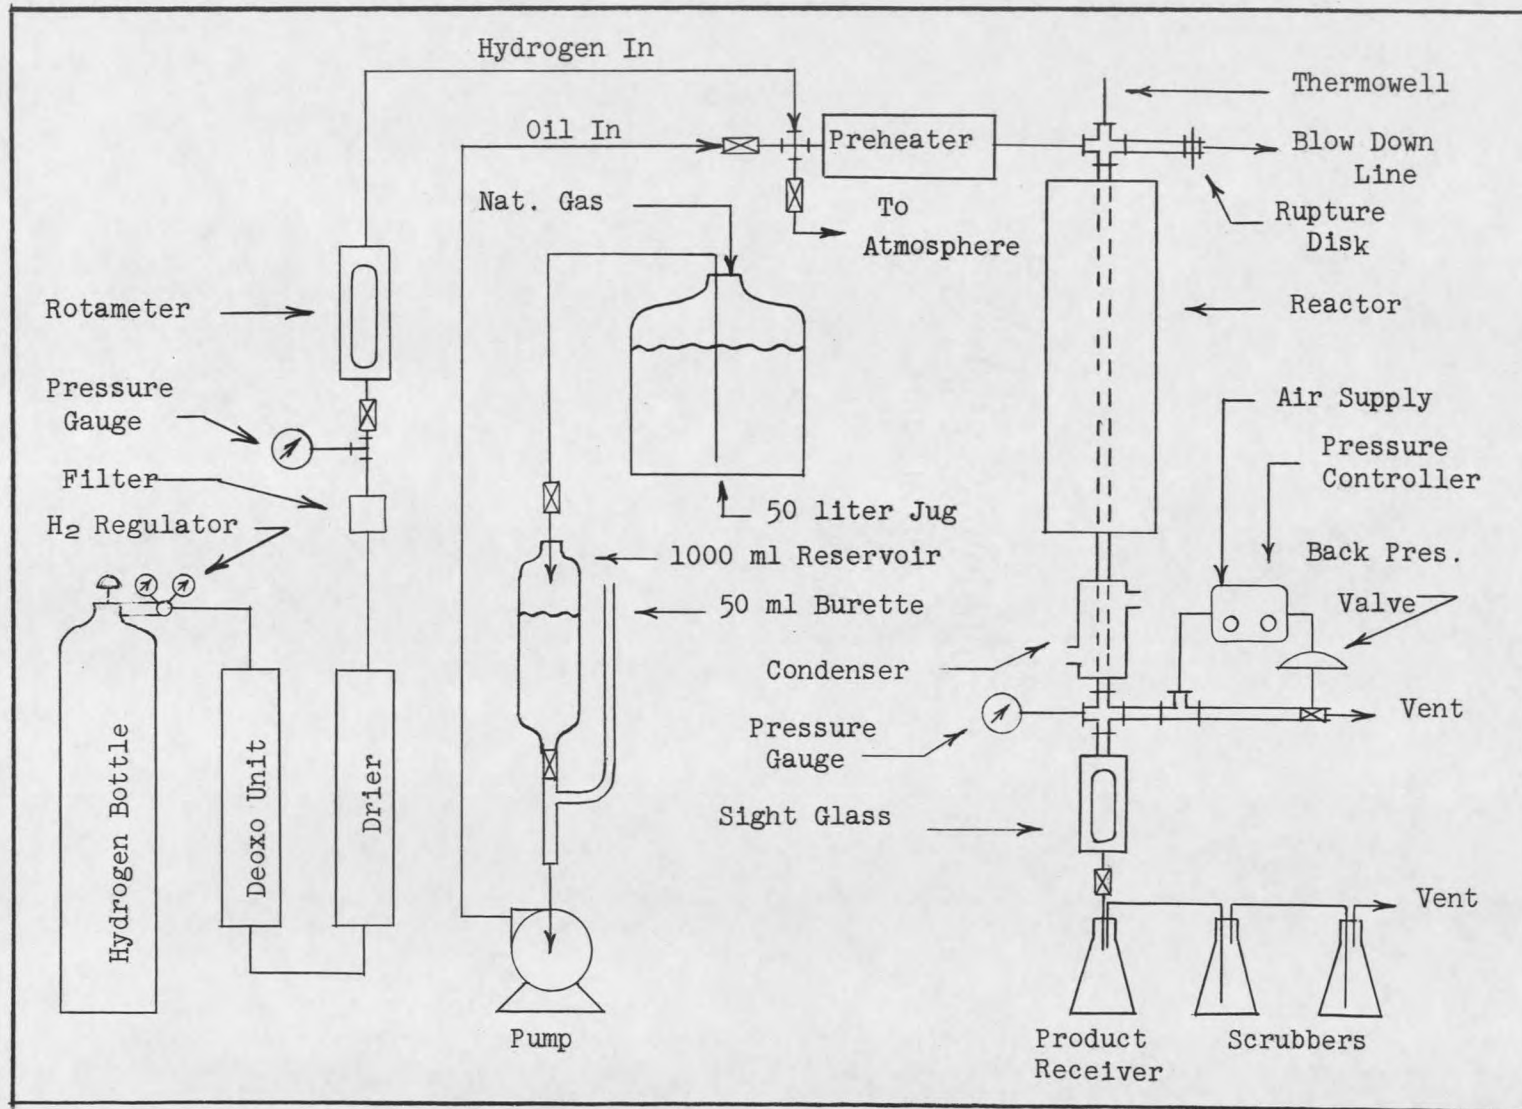 Hydrogen In
Thermowell
Oil In
Preheater
Blow Down
Line
Nat. Gas
To
Atmosphere
Rupture
Disk
Rotameter
Reactor
Pressure
Gauge
Air Supply
Pressure
Controller
Filter
50 liter Jug
H2 Regulator
1000 ml Reservoir
Back Pres.
Valve
50 ml Burette
Condenser
Vent
Pressure
Gauge
Sight Glass
Hydrogen Bottle
Deoxo Unit
Drier
Vent
Pump
Product
Receiver
Scrubbers